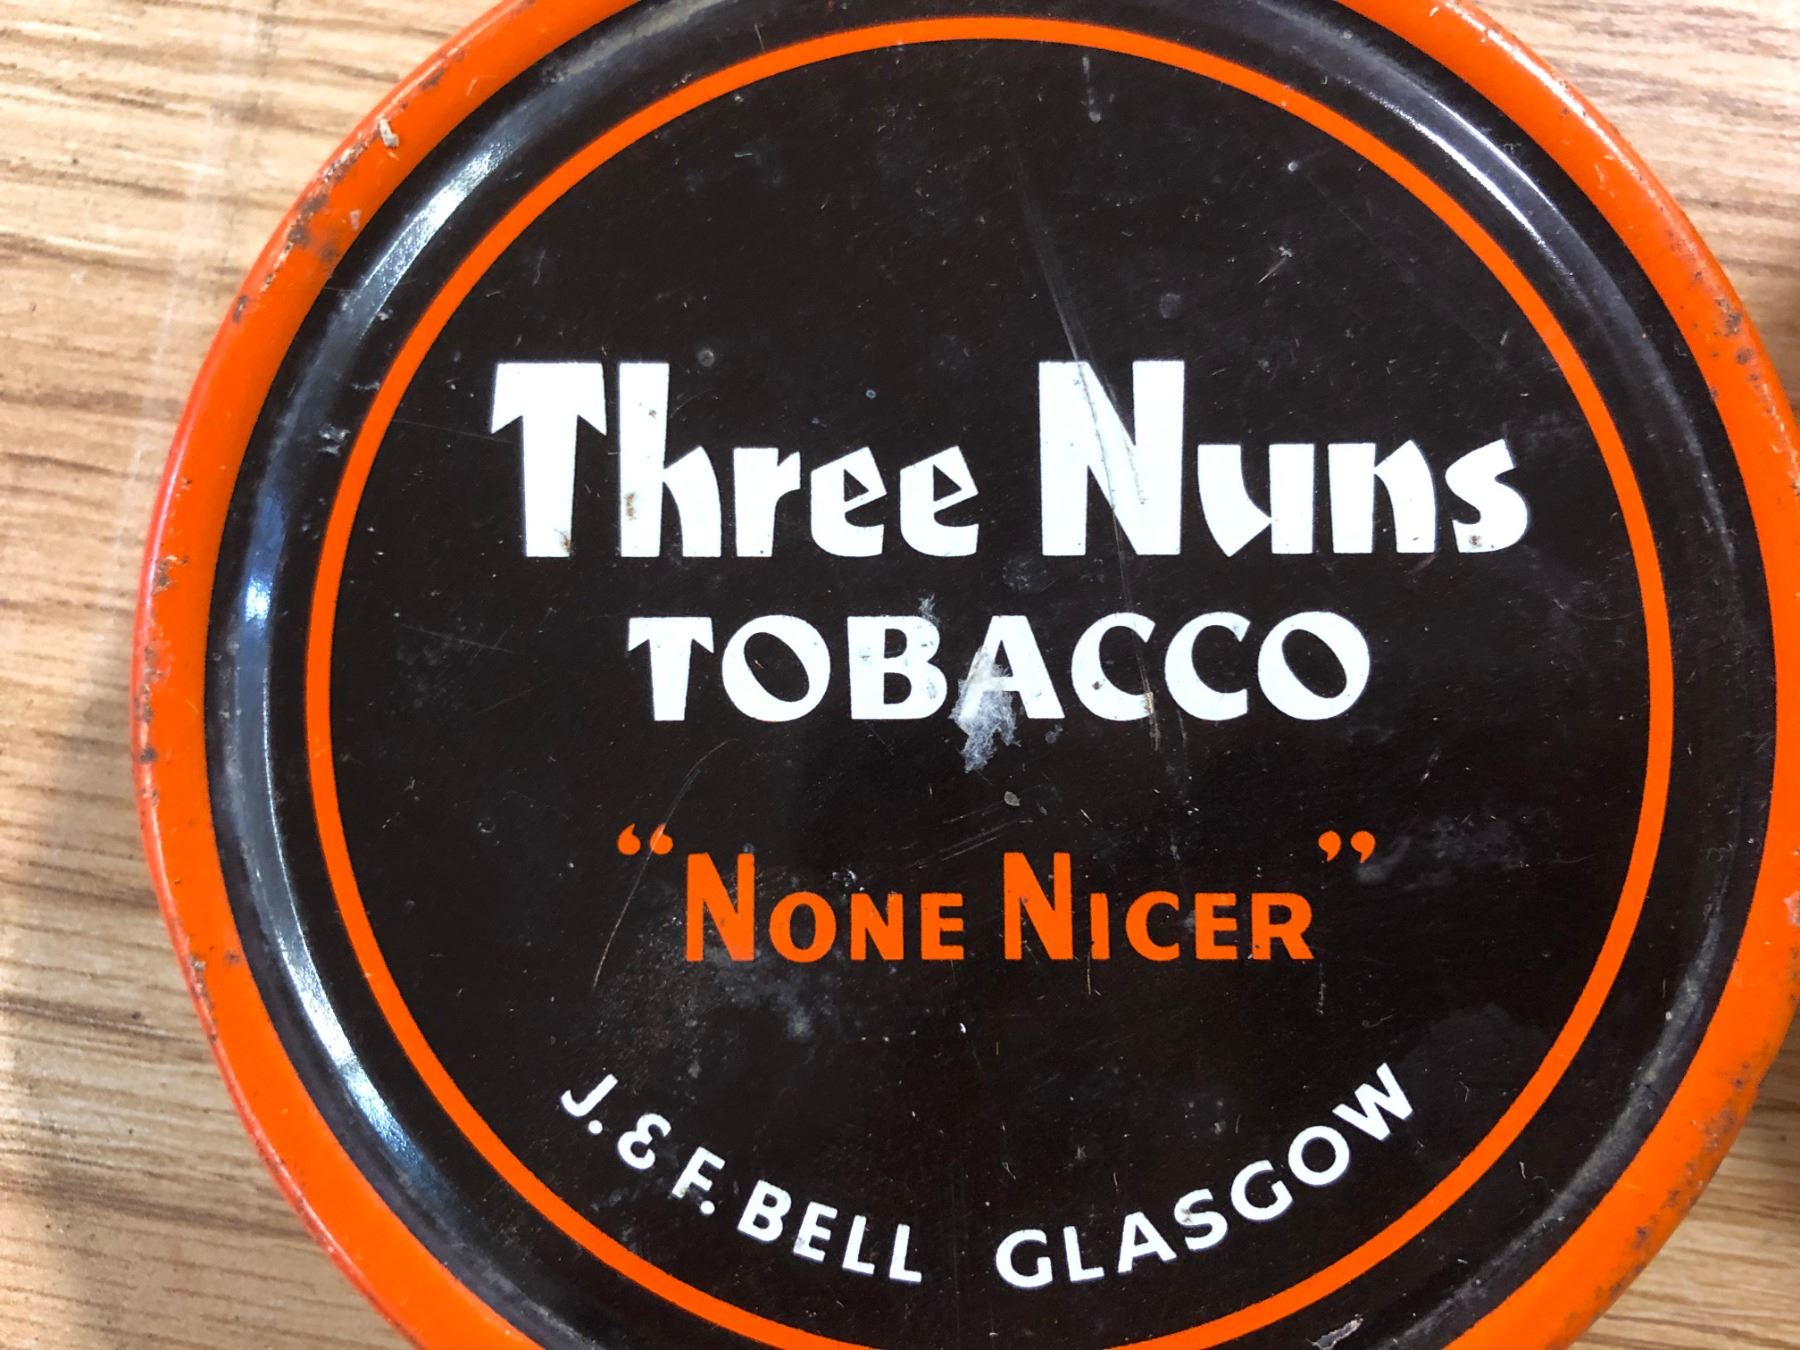 Three Nuns
TOBACCO
“NONE NICER”
J. & F. BELL GLASGOW